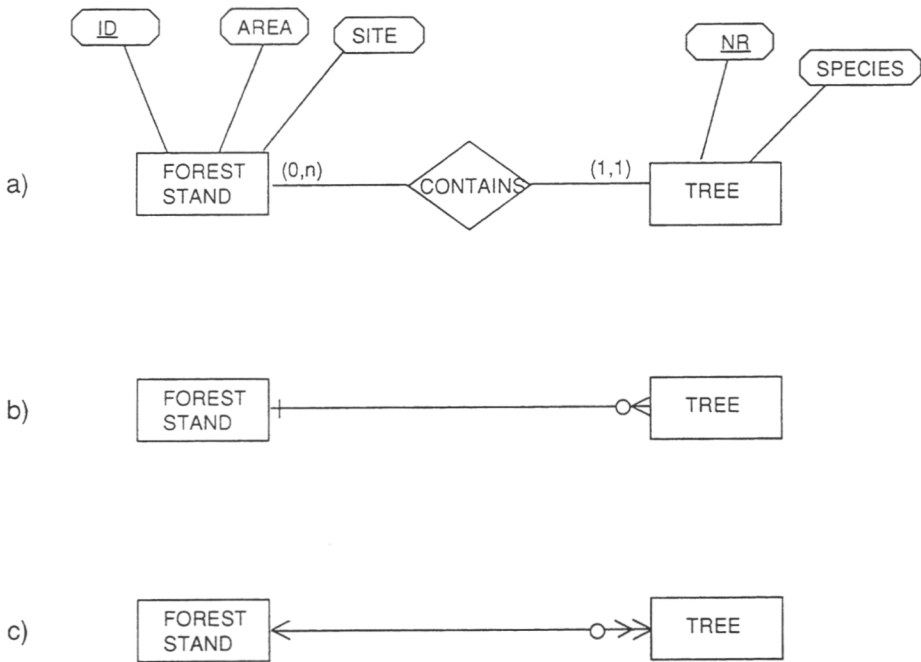 ID
AREA
SITE
NR
SPECIES
a)
FOREST
STAND
(0,n)
CONTAINS
(1,1)
TREE
b)
FOREST
STAND
TREE
c)
FOREST
STAND
TREE